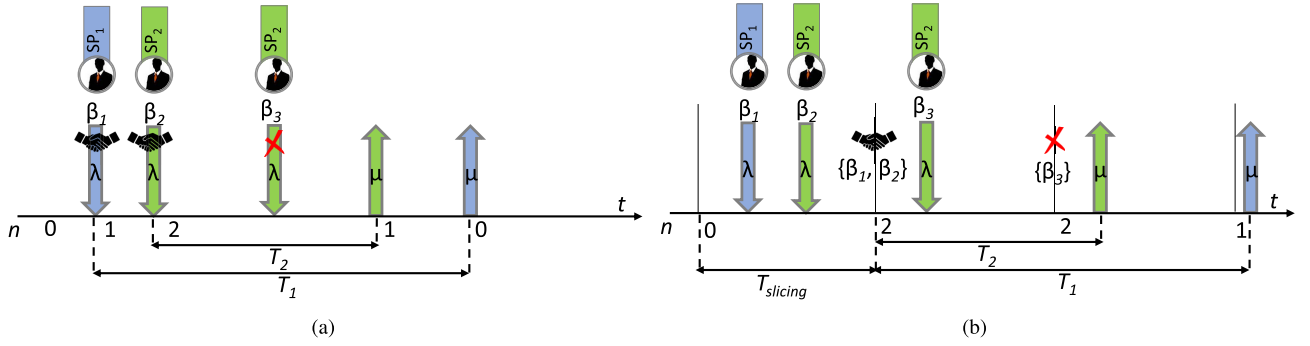 SP1 SP2 SP2
β1 β2 β3
λ λ λ μ μ
t
n 0 1 2 1 0
T2
T1
(a)
SP1 SP2 SP2
β1 β2 β3
λ λ {β1, β2} λ {β3} μ μ
t
n 0 2 2 1
T2
Tslicing T1
(b)